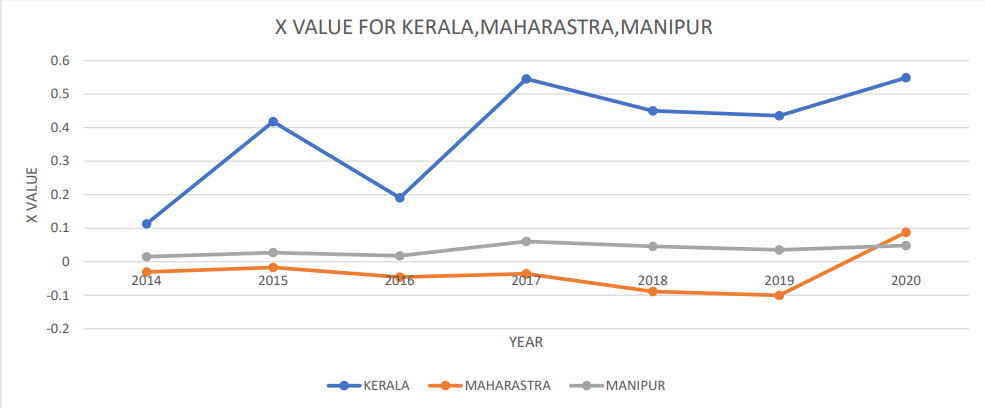 X VALUE FOR KERALA,MAHARASTRA,MANIPUR
0.6
0.5
0.4
0.3
0.2
0.1
0
-0.1
-0.2
X VALUE
2014 2015 2016 2017 2018 2019 2020
YEAR
KERALA MAHARASTRA MANIPUR